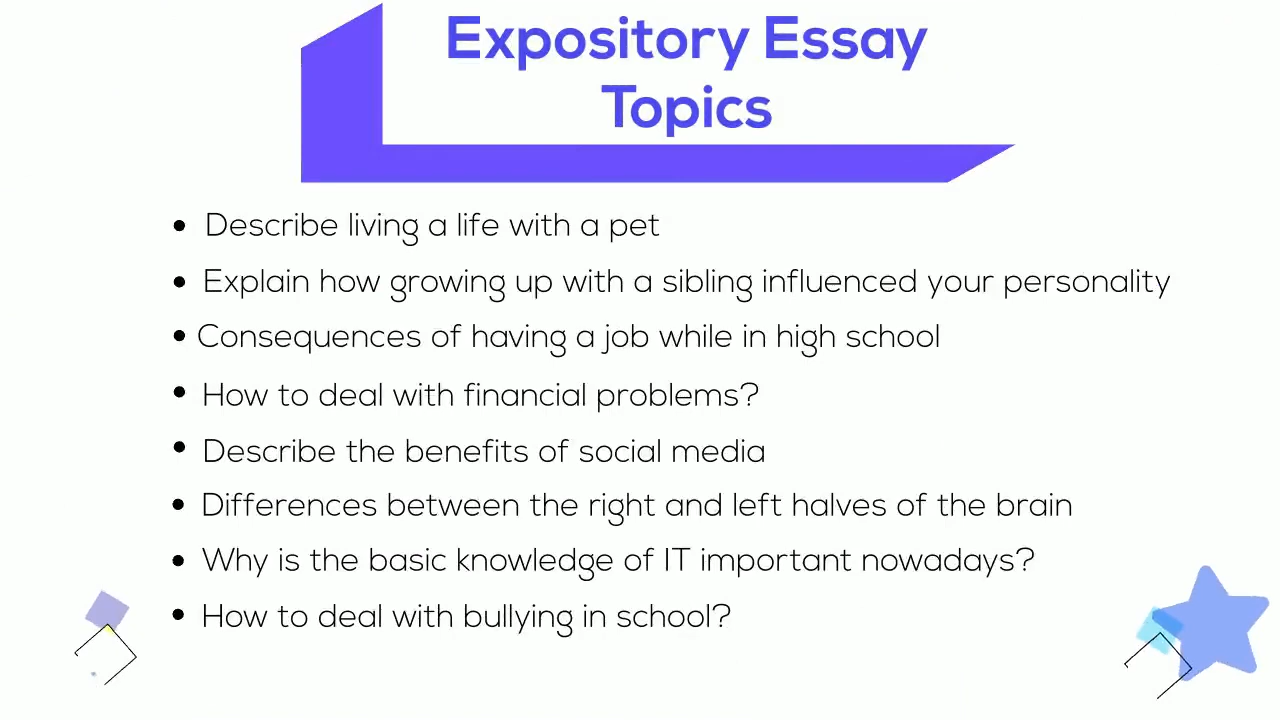 Expository Essay
Topics
• Describe living a life with a pet
• Explain how growing up with a sibling influenced your personality
• Consequences of having a job while in high school
• How to deal with financial problems?
• Describe the benefits of social media
• Differences between the right and left halves of the brain
• Why is the basic knowledge of IT important nowadays?
• How to deal with bullying in school?